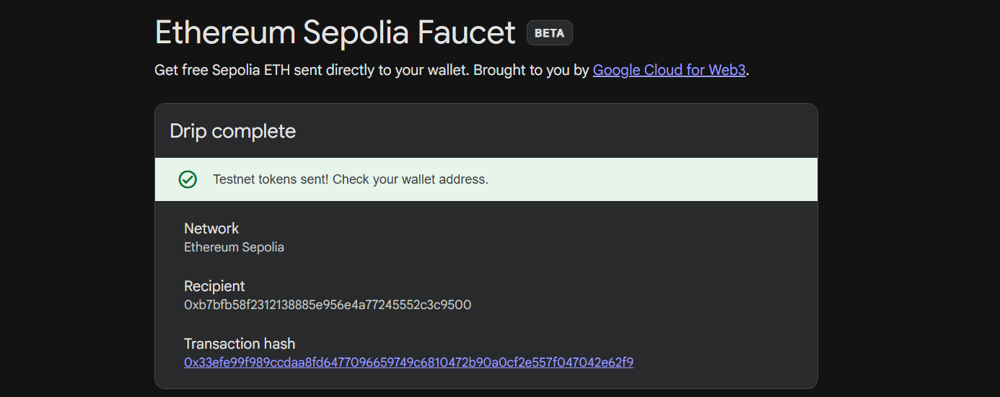 Ethereum Sepolia Faucet BETA
Get free Sepolia ETH sent directly to your wallet. Brought to you by Google Cloud for Web3.
Drip complete
Testnet tokens sent! Check your wallet address.
Network
Ethereum Sepolia
Recipient
0xb7bfb58f2312138885e956e4a77245552c3c9500
Transaction hash
0x33efe99f989ccdaa8fd6477096659749c6810472b90a0cf2e557f047042e62f9